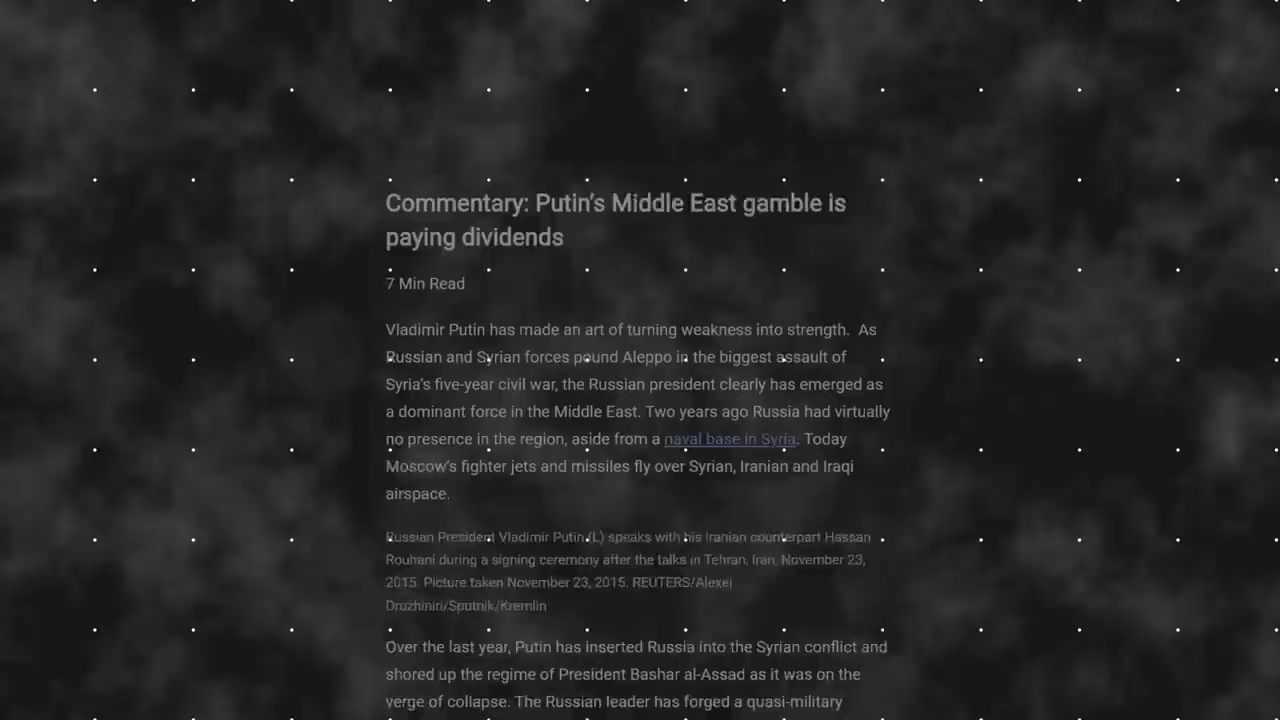 Commentary: Putin's Middle East gamble is
paying dividends
7 Min Read
Vladimir Putin has made an art of turning weakness into strength.  As
Russian and Syrian forces pound Aleppo in the biggest assault of
Syria's five-year civil war, the Russian president clearly has emerged as
a dominant force in the Middle East. Two years ago Russia had virtually
no presence in the region, aside from a naval base in Syria. Today
Moscow's fighter jets and missiles fly over Syrian, Iranian and Iraqi
airspace.
Russian President Vladimir Putin (L) speaks with his Iranian counterpart Hassan
Rouhani during a signing ceremony after the talks in Tehran, Iran, November 23,
2015. Picture taken November 23, 2015. REUTERS/Alexei
Druzhinin/Sputnik/Kremlin
Over the last year, Putin has inserted Russia into the Syrian conflict and
shored up the regime of President Bashar al-Assad as it was on the
verge of collapse. The Russian leader has forged a quasi-military